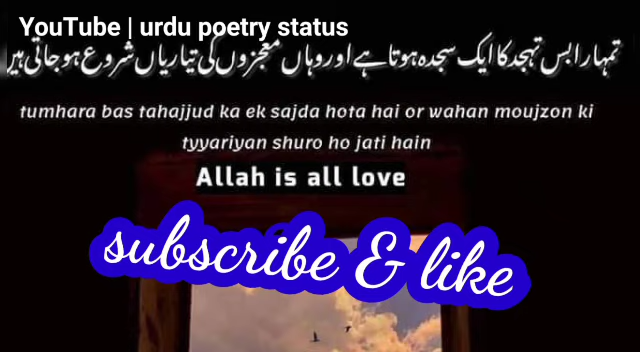 YouTube | urdu poetry status
تمہارا بس تہجد کا ایک سجدہ ہوتا ہے اور وہاں معجزوں کی تیاریاں شروع ہو جاتی ہیں
tumhara bas tahajjud ka ek sajda hota hai or wahan moujzon ki
tyyariyan shuro ho jati hain
Allah is all love
subscribe & like